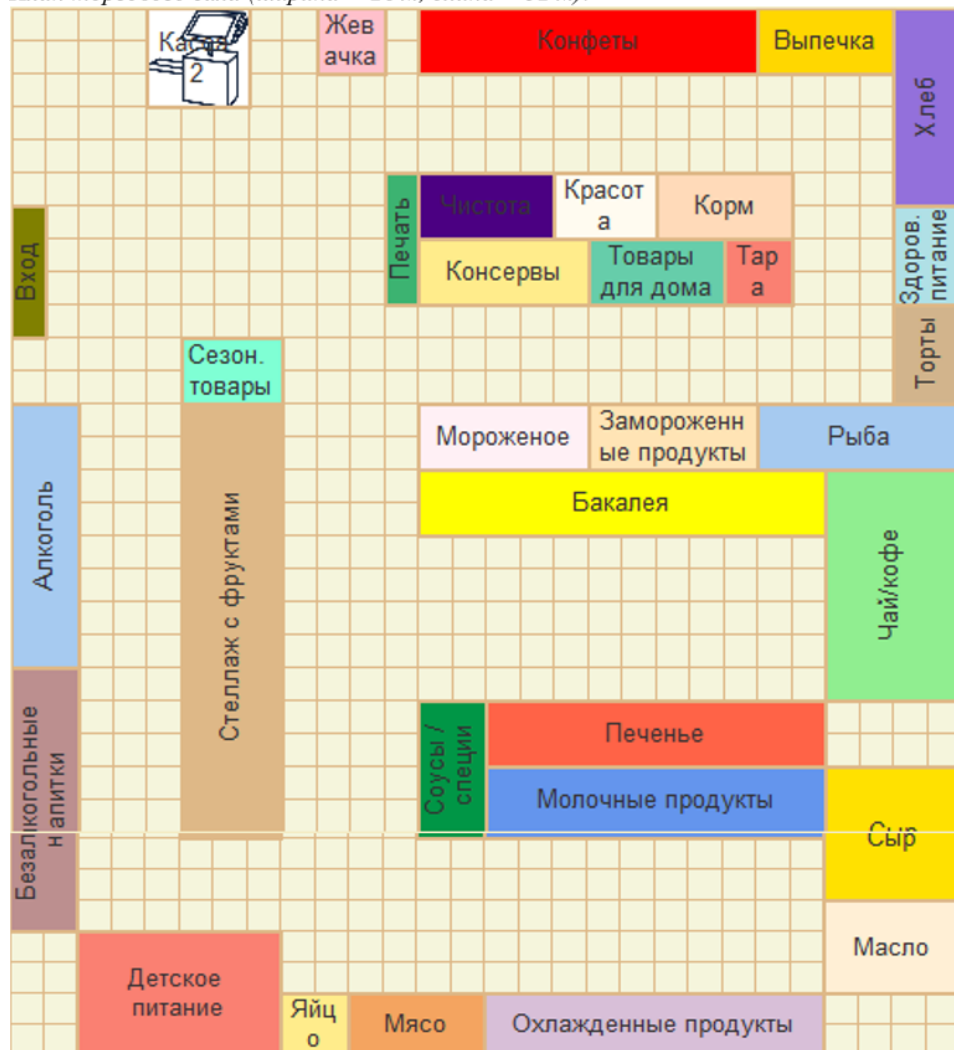 Касса
2
Жев
ачка
Конфеты
Выпечка
Хлеб
Печать
Чистота
Красот
а
Корм
Вход
Консервы
Товары
для дома
Тар
а
Здоров.
питание
Сезон.
товары
Торты
Алкоголь
Стеллаж с фруктами
Мороженое
Замороженн
ые продукты
Рыба
Бакалея
Чай/кофе
Безалкогольные
н апитки
Соусы /
специи
Печенье
Молочные продукты
Сыр
Масло
Детское
питание
Яйц
о
Мясо
Охлажденные продукты